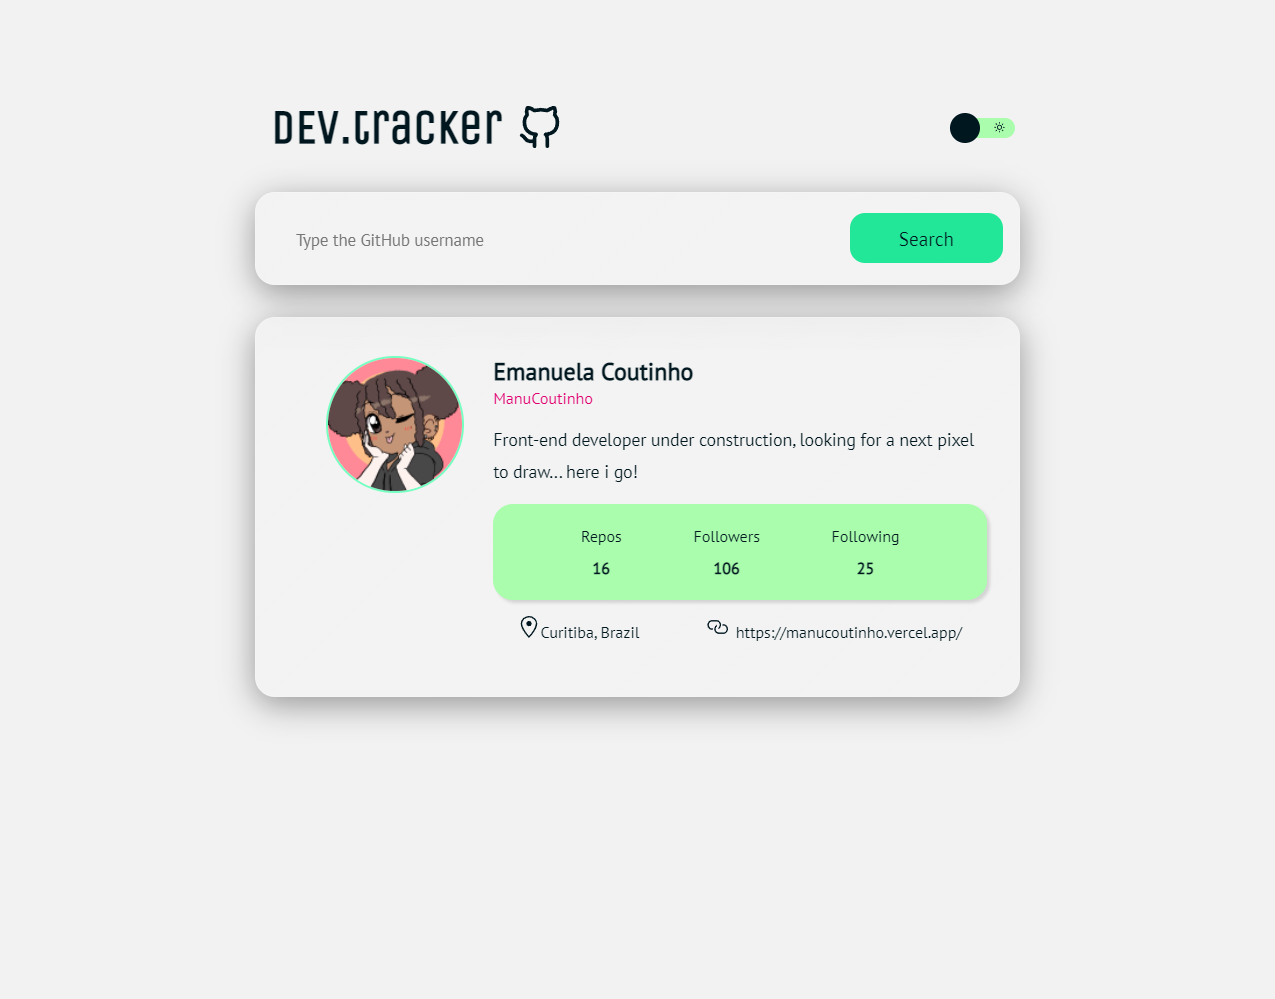 DEV.tracker
Type the GitHub username
Search
Emanuela Coutinho
ManuCoutinho
Front-end developer under construction, looking for a next pixel
to draw... here i go!
Repos Followers Following
16 106 25
Curitiba, Brazil https://manucoutinho.vercel.app/